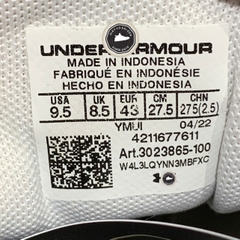 UNDER ARMOUR
MADE IN INDONESIA
FABRIQUÉ EN INDONÉSIE
HECHO EN INDONESIA
USA UK EUR CM CHN
9.5 8.5 43 27.5 275(2.5)
YMUI 04/22
4211677611
Art.3023865-100
W4L3LQYNN3MBFXC